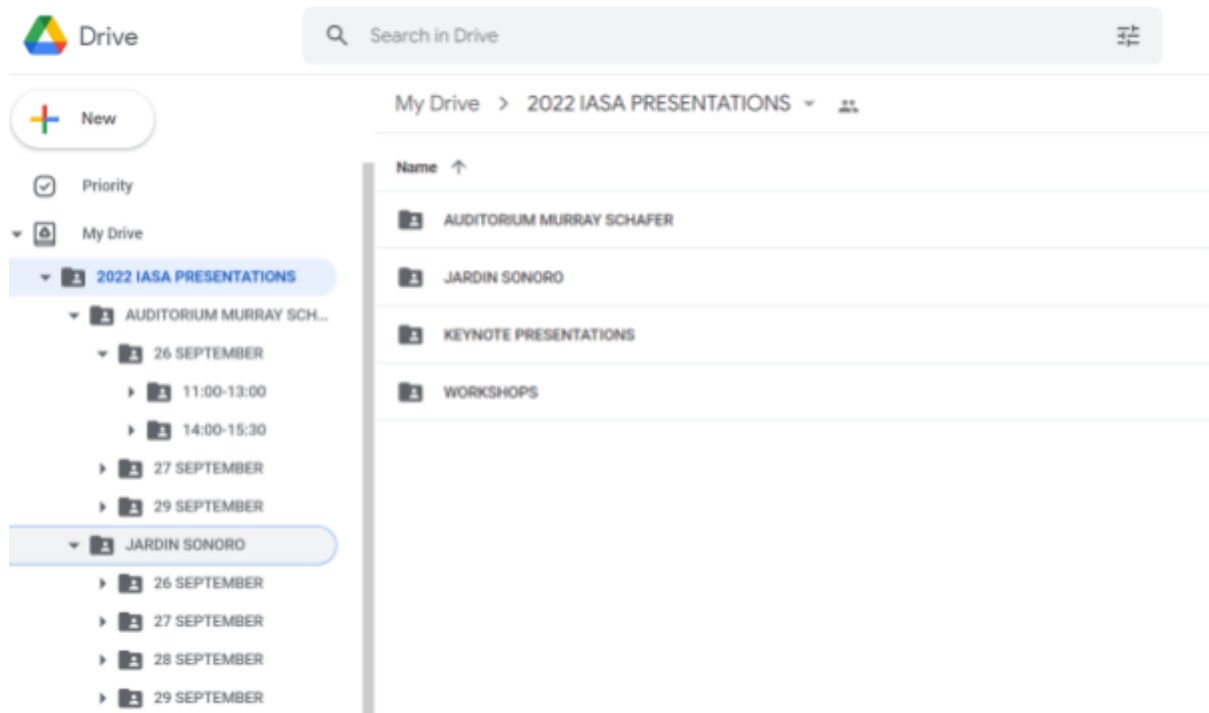 Drive
Search in Drive
New
Priority
My Drive
2022 IASA PRESENTATIONS
AUDITORIUM MURRAY SCH...
26 SEPTEMBER
11:00-13:00
14:00-15:30
27 SEPTEMBER
29 SEPTEMBER
JARDIN SONORO
26 SEPTEMBER
27 SEPTEMBER
28 SEPTEMBER
29 SEPTEMBER
My Drive > 2022 IASA PRESENTATIONS
Name ↑
AUDITORIUM MURRAY SCHAFER
JARDIN SONORO
KEYNOTE PRESENTATIONS
WORKSHOPS